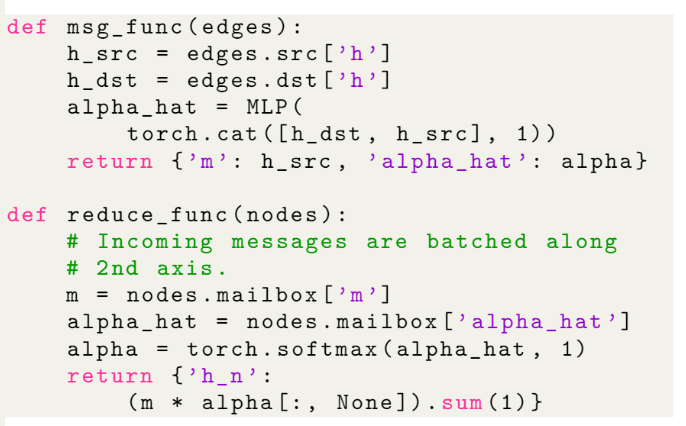 def msg_func(edges):
    h_src = edges.src['h']
    h_dst = edges.dst['h']
    alpha_hat = MLP(
        torch.cat([h_dst, h_src], 1))
    return {'m': h_src, 'alpha_hat': alpha}

def reduce_func(nodes):
    # Incoming messages are batched along
    # 2nd axis.
    m = nodes.mailbox['m']
    alpha_hat = nodes.mailbox['alpha_hat']
    alpha = torch.softmax(alpha_hat, 1)
    return {'h_n':
        (m * alpha[:, None]).sum(1)}